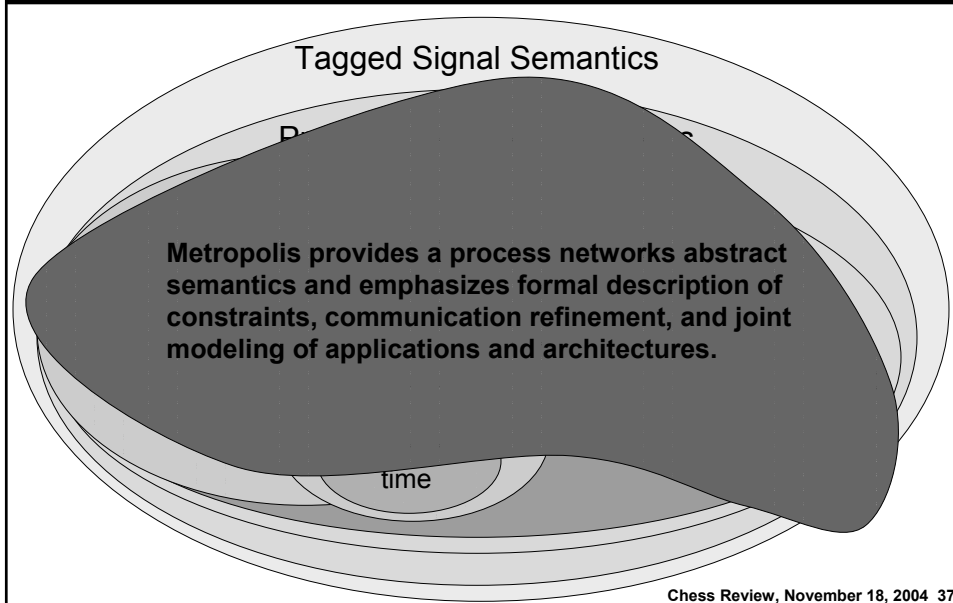 Tagged Signal Semantics
Metropolis provides a process networks abstract
semantics and emphasizes formal description of
constraints, communication refinement, and joint
modeling of applications and architectures.
time
Chess Review, November 18, 2004 37